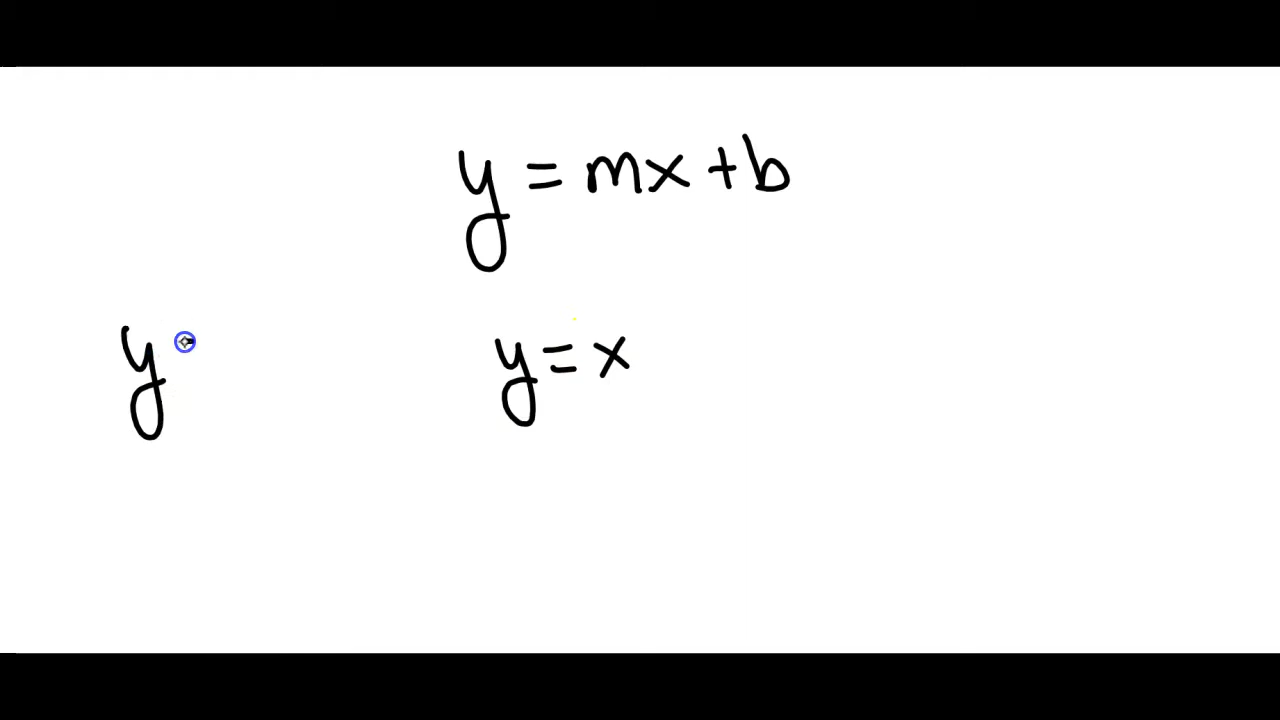 y = mx + b
y y = x